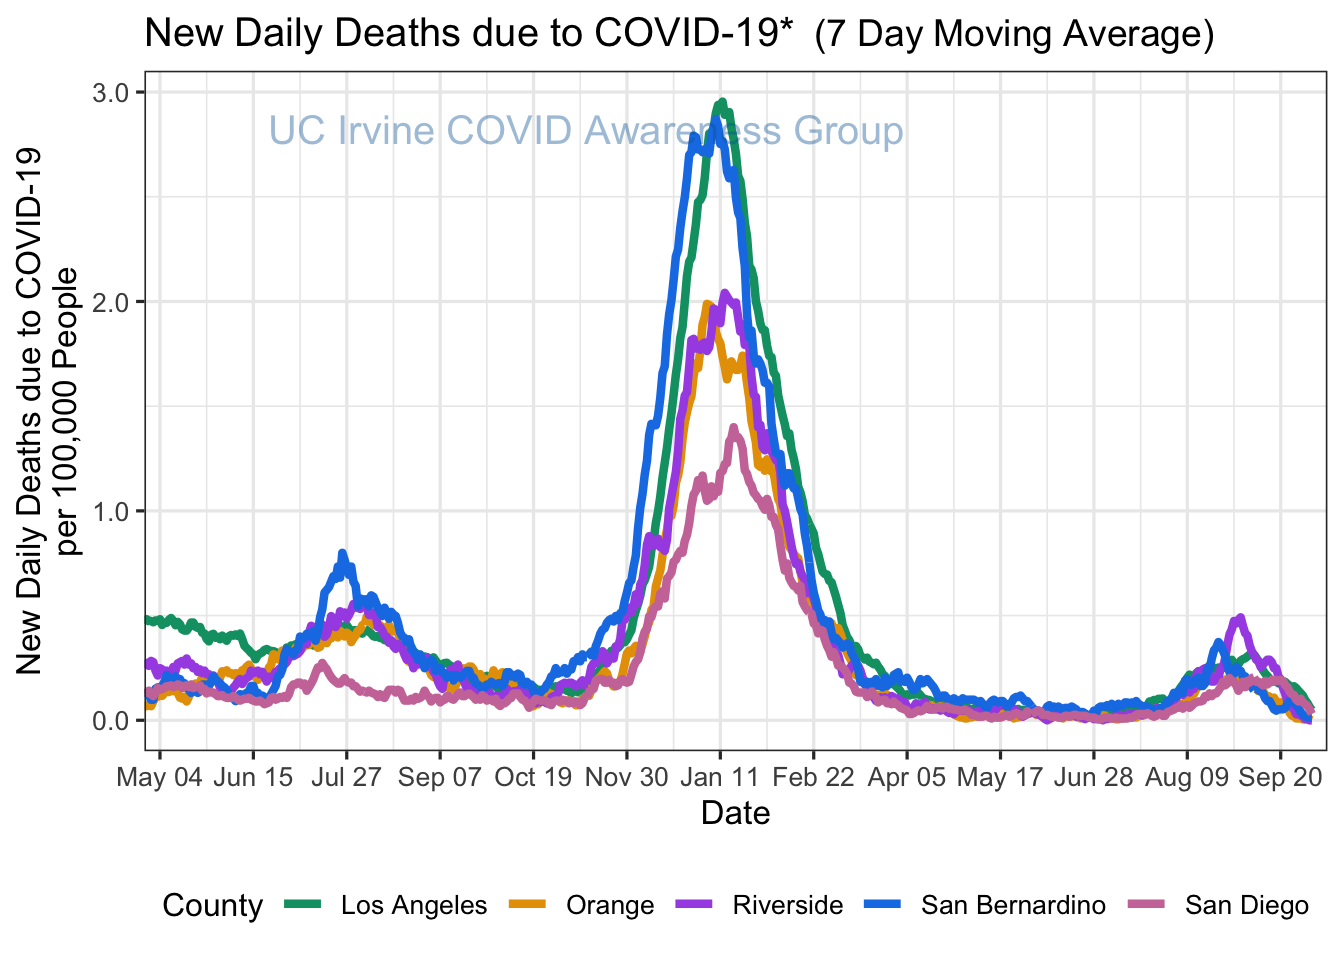 New Daily Deaths due to COVID-19* (7 Day Moving Average)
UC Irvine COVID Awareness Group
New Daily Deaths due to COVID-19
per 100,000 People
3.0
2.0
1.0
0.0
May 04 Jun 15 Jul 27 Sep 07 Oct 19 Nov 30 Jan 11 Feb 22 Apr 05 May 17 Jun 28 Aug 09 Sep 20
Date
County Los Angeles Orange Riverside San Bernardino San Diego